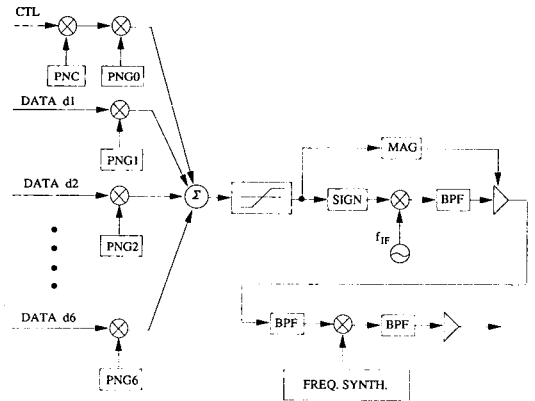 CTL
PNC
PNG0
DATA d1
PNG1
DATA d2
PNG2
DATA d6
PNG6
Σ
MAG
SIGN
BPF
fIF
BPF
BPF
FREQ. SYNTH.